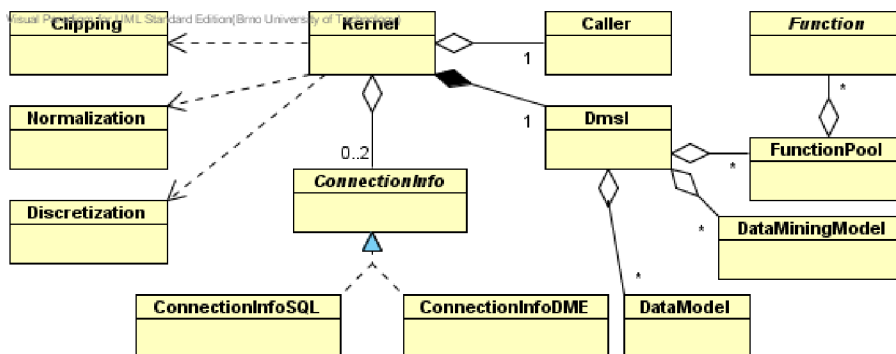 Visual Paradigm for UML Standard Edition(Brno University of Technology)
Clipping
Kernel
Caller
Function
1
*
Normalization
Dmsl
1
FunctionPool
*
0..2
ConnectionInfo
Discretization
DataMiningModel
*
*
ConnectionInfoSQL
ConnectionInfoDME
DataModel